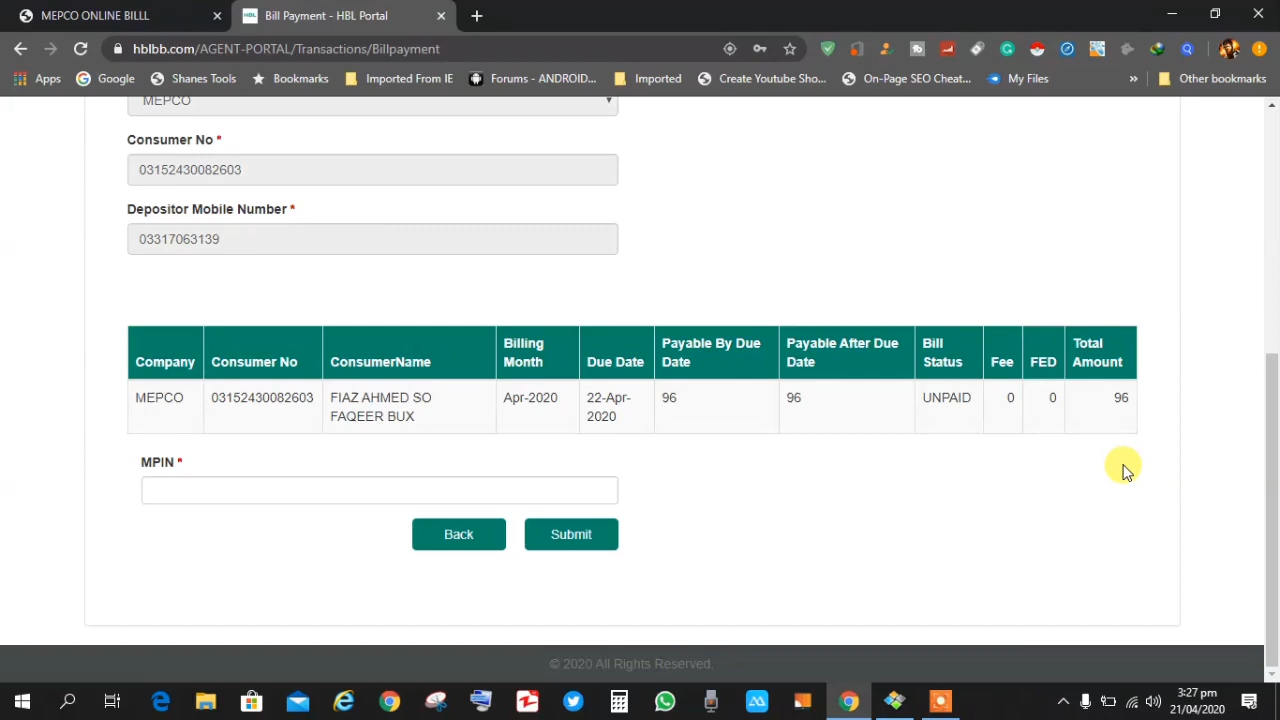 MEPCO ONLINE BILLL
HBL
Bill Payment - HBL Portal
hblbb.com/AGENT-PORTAL/Transactions/Billpayment
Apps
Google
Shanes Tools
Bookmarks
Imported From IE
Forums - ANDROID...
Imported
Create Youtube Sho...
On-Page SEO Cheat...
My Files
»
Other bookmarks
MEPCO
Consumer No *
03152430082603
Depositor Mobile Number *
03317063139
Company Consumer No ConsumerName Billing Month Due Date Payable By Due Date Payable After Due Date Bill Status Fee FED Total Amount
MEPCO 03152430082603 FIAZ AHMED SO FAQEER BUX Apr-2020 22-Apr-2020 96 96 UNPAID 0 0 96
MPIN *
Back
Submit
© 2020 All Rights Reserved.
3:27 pm
21/04/2020